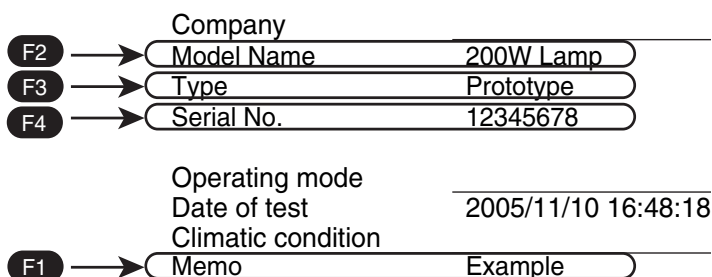 Company
F2 Model Name 200W Lamp
F3 Type Prototype
F4 Serial No. 12345678
Operating mode
Date of test 2005/11/10 16:48:18
Climatic condition
F1 Memo Example